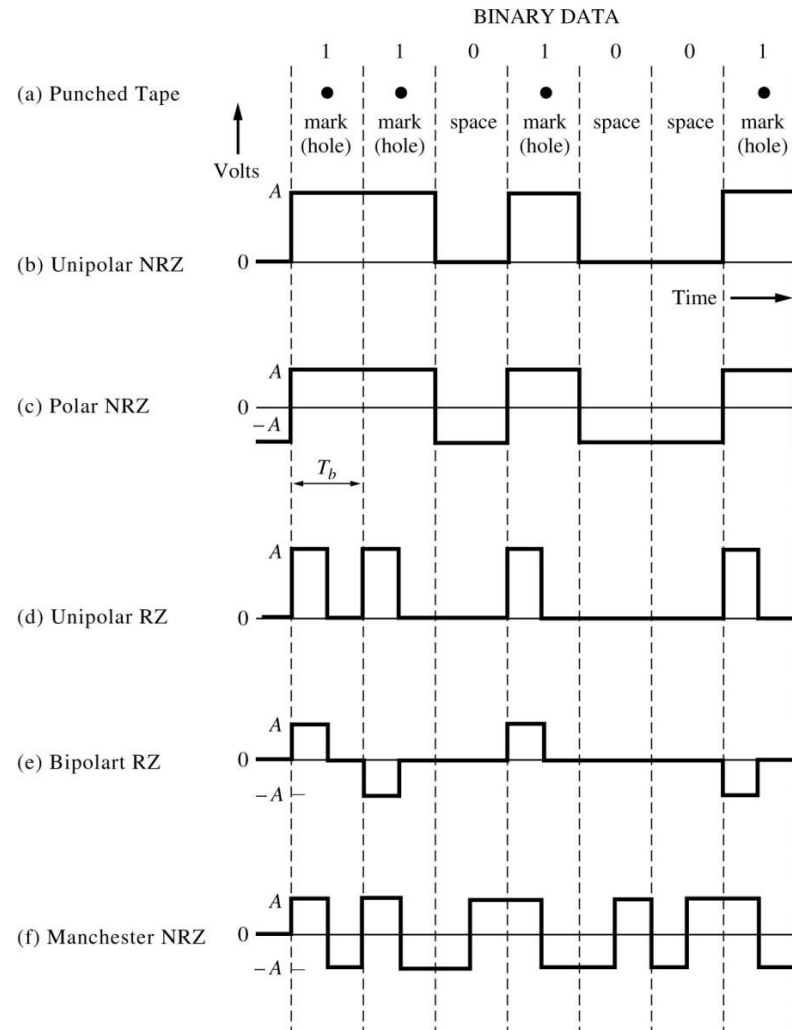 BINARY DATA
1 1 0 1 0 0 1
(a) Punched Tape
mark mark space mark space space mark
(hole) (hole) (hole) (hole)
Volts
A
(b) Unipolar NRZ 0
Time
A
(c) Polar NRZ 0
−A
T_b
A
(d) Unipolar RZ 0
A
(e) Bipolart RZ 0
−A
A
(f) Manchester NRZ 0
−A